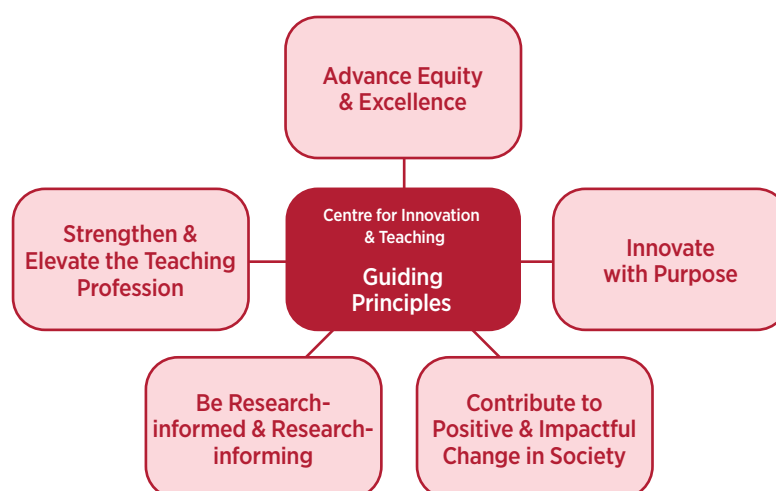 Advance Equity
& Excellence
Centre for Innovation
& Teaching
Guiding
Principles
Strengthen &
Elevate the Teaching
Profession
Innovate
with Purpose
Be Research-
informed & Research-
informing
Contribute to
Positive & Impactful
Change in Society